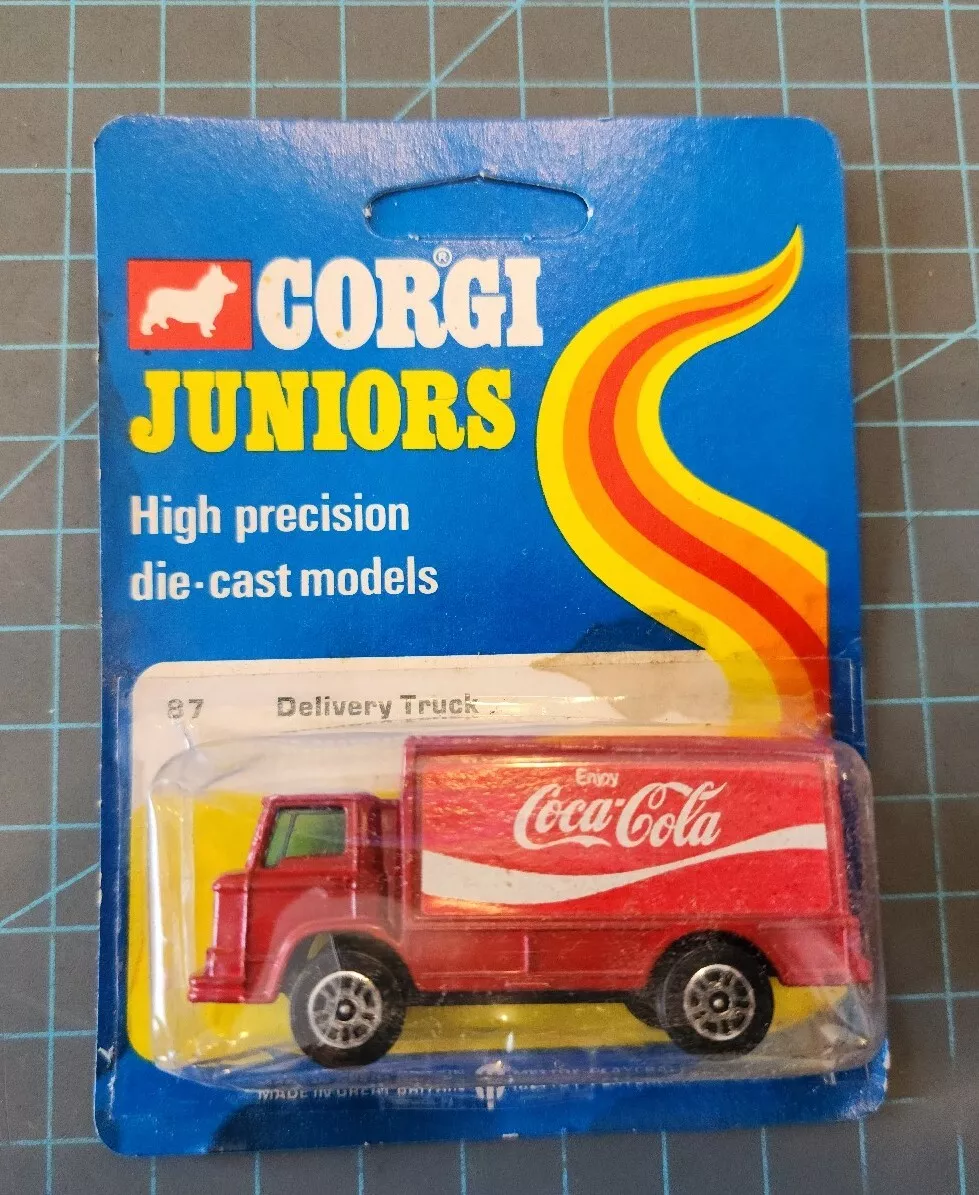 CORGI®
JUNIORS
High precision
die-cast models
87 Delivery Truck
Enjoy
Coca-Cola
MADE IN GREAT BRITAIN